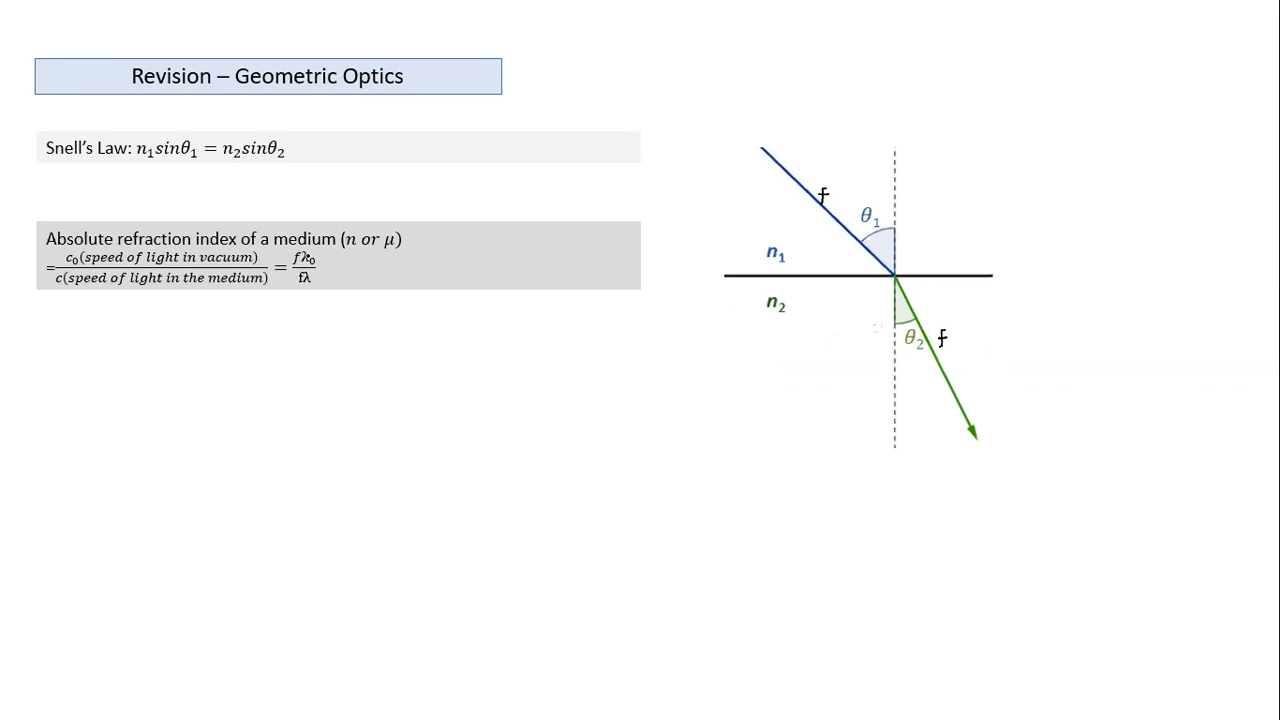 Revision – Geometric Optics
Snell's Law: n₁sinθ₁ = n₂sinθ₂
Absolute refraction index of a medium (n or μ)
= c₀(speed of light in vacuum) / c(speed of light in the medium) = fλ₀ / fλ
f
θ₁
n₁
n₂
θ₂ f